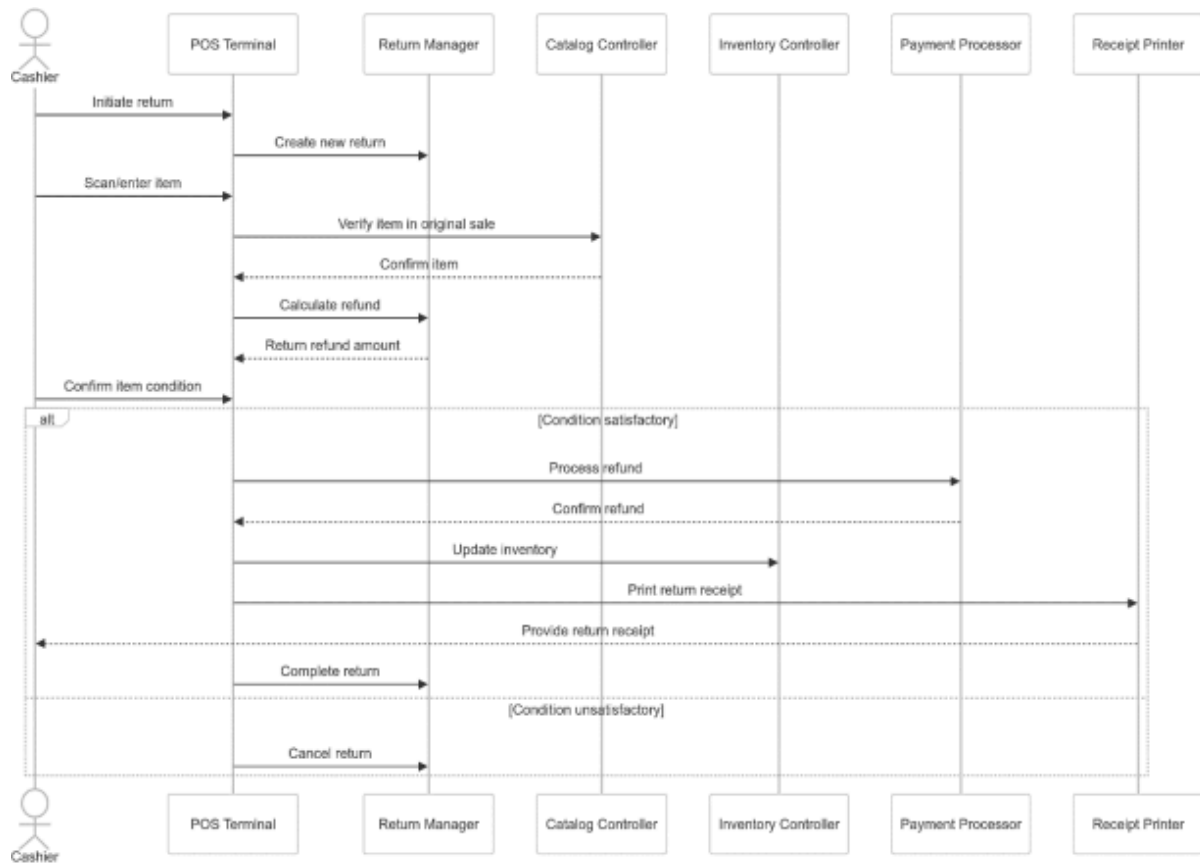 POS Terminal
Return Manager
Catalog Controller
Inventory Controller
Payment Processor
Receipt Printer
Cashier
Initiate return
Create new return
Scan/enter item
Verify item in original sale
Confirm item
Calculate refund
Return refund amount
Confirm item condition
alt
[Condition satisfactory]
Process refund
Confirm refund
Update inventory
Print return receipt
Provide return receipt
Complete return
[Condition unsatisfactory]
Cancel return
POS Terminal
Return Manager
Catalog Controller
Inventory Controller
Payment Processor
Receipt Printer
Cashier